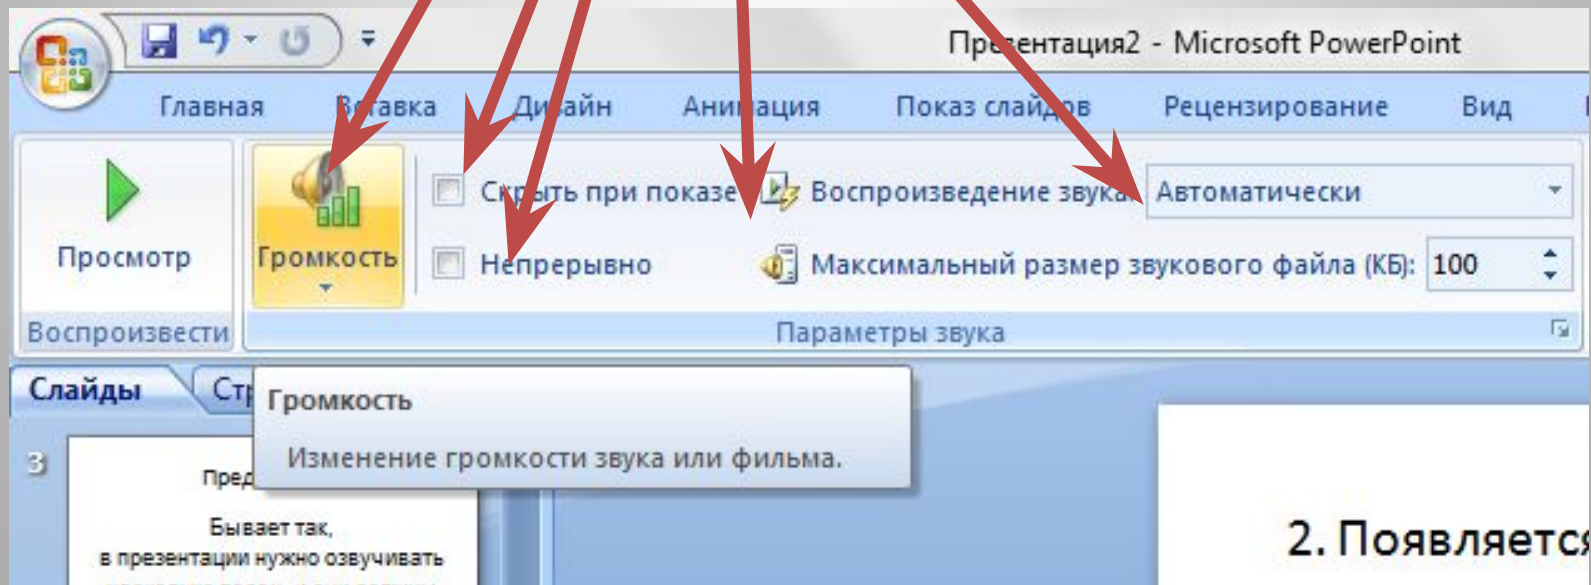 Презентация2 - Microsoft PowerPoint
Главная Вставка Дизайн Анимация Показ слайдов Рецензирование Вид
Скрыть при показе Воспроизведение звука: Автоматически
Просмотр Громкость Непрерывно Максимальный размер звукового файла (КБ): 100
Воспроизвести Параметры звука
Слайды
Громкость
Изменение громкости звука или фильма.
3
Бывает так,
в презентации нужно озвучивать
2. Появляется